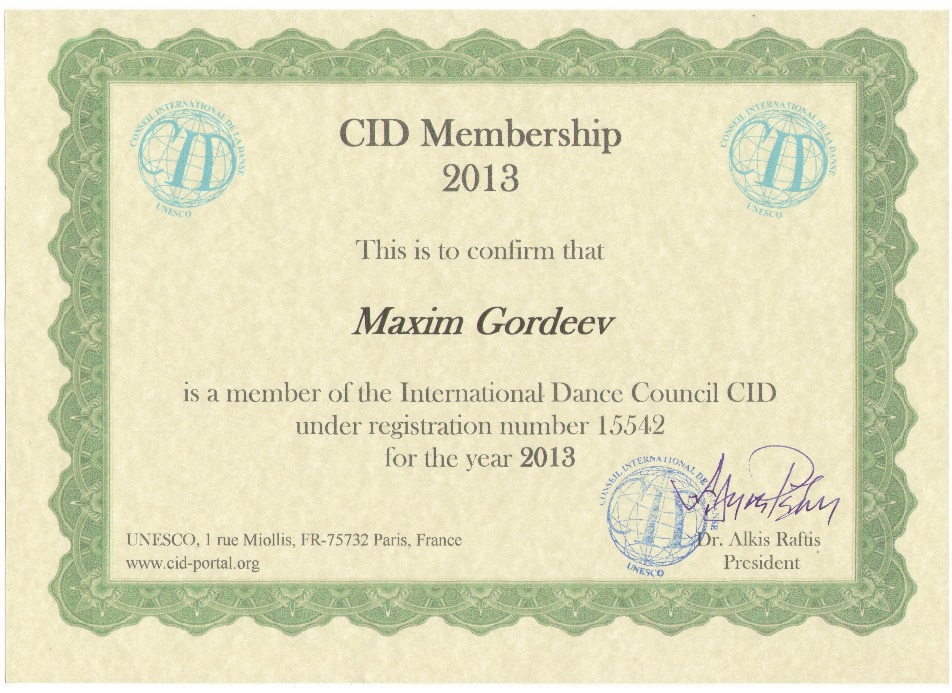 CONSEIL INTERNATIONAL DE LA DANSE
CID
UNESCO
CONSEIL INTERNATIONAL DE LA DANSE
CID
UNESCO
CID Membership
2013
This is to confirm that
Maxim Gordeev
is a member of the International Dance Council CID
under registration number 15542
for the year 2013
CONSEIL INTERNATIONAL DE
CID
UNESCO
UNESCO, 1 rue Miollis, FR-75732 Paris, France
www.cid-portal.org
Dr. Alkis Raftis
President